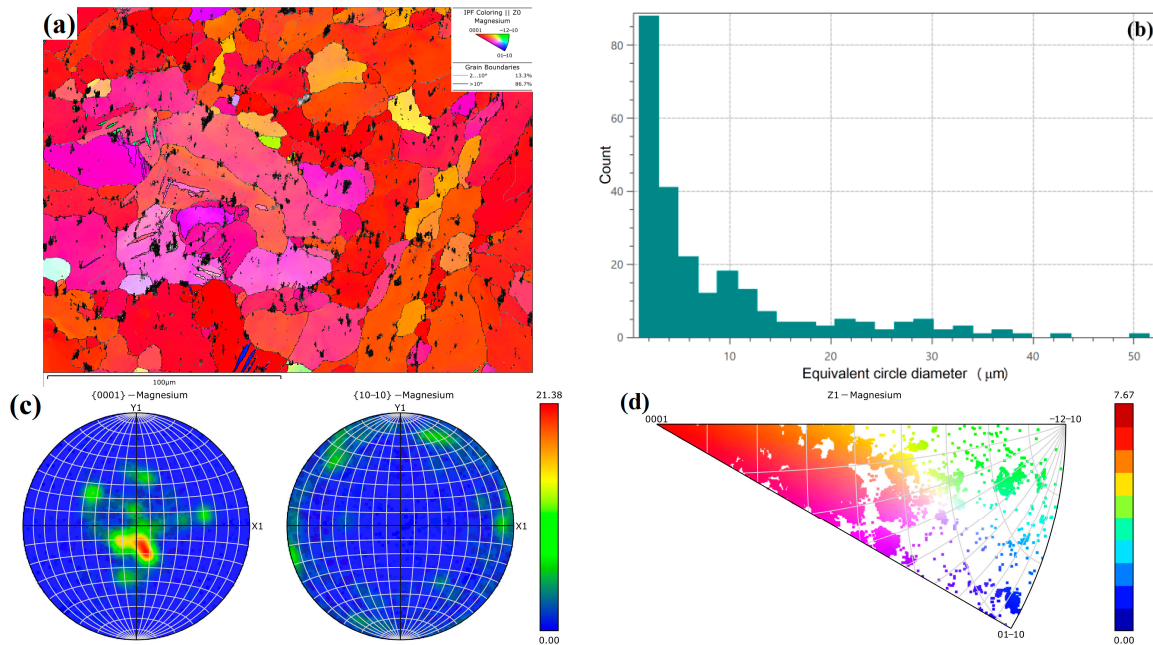 (a)
IPF Coloring || Z0
Magnesium
0001 −12−10
01−10
Grain Boundaries
2...10° 13.3%
>10° 86.7%
100μm
(b)
80
60
40
20
0
Count
10 20 30 40 50
Equivalent circle diameter (μm)
(c)
{0001} −Magnesium
Y1
X1
{10−10} −Magnesium
Y1
X1
21.38
0.00
(d)
Z1−Magnesium
0001 −12−10
01−10
7.67
0.00